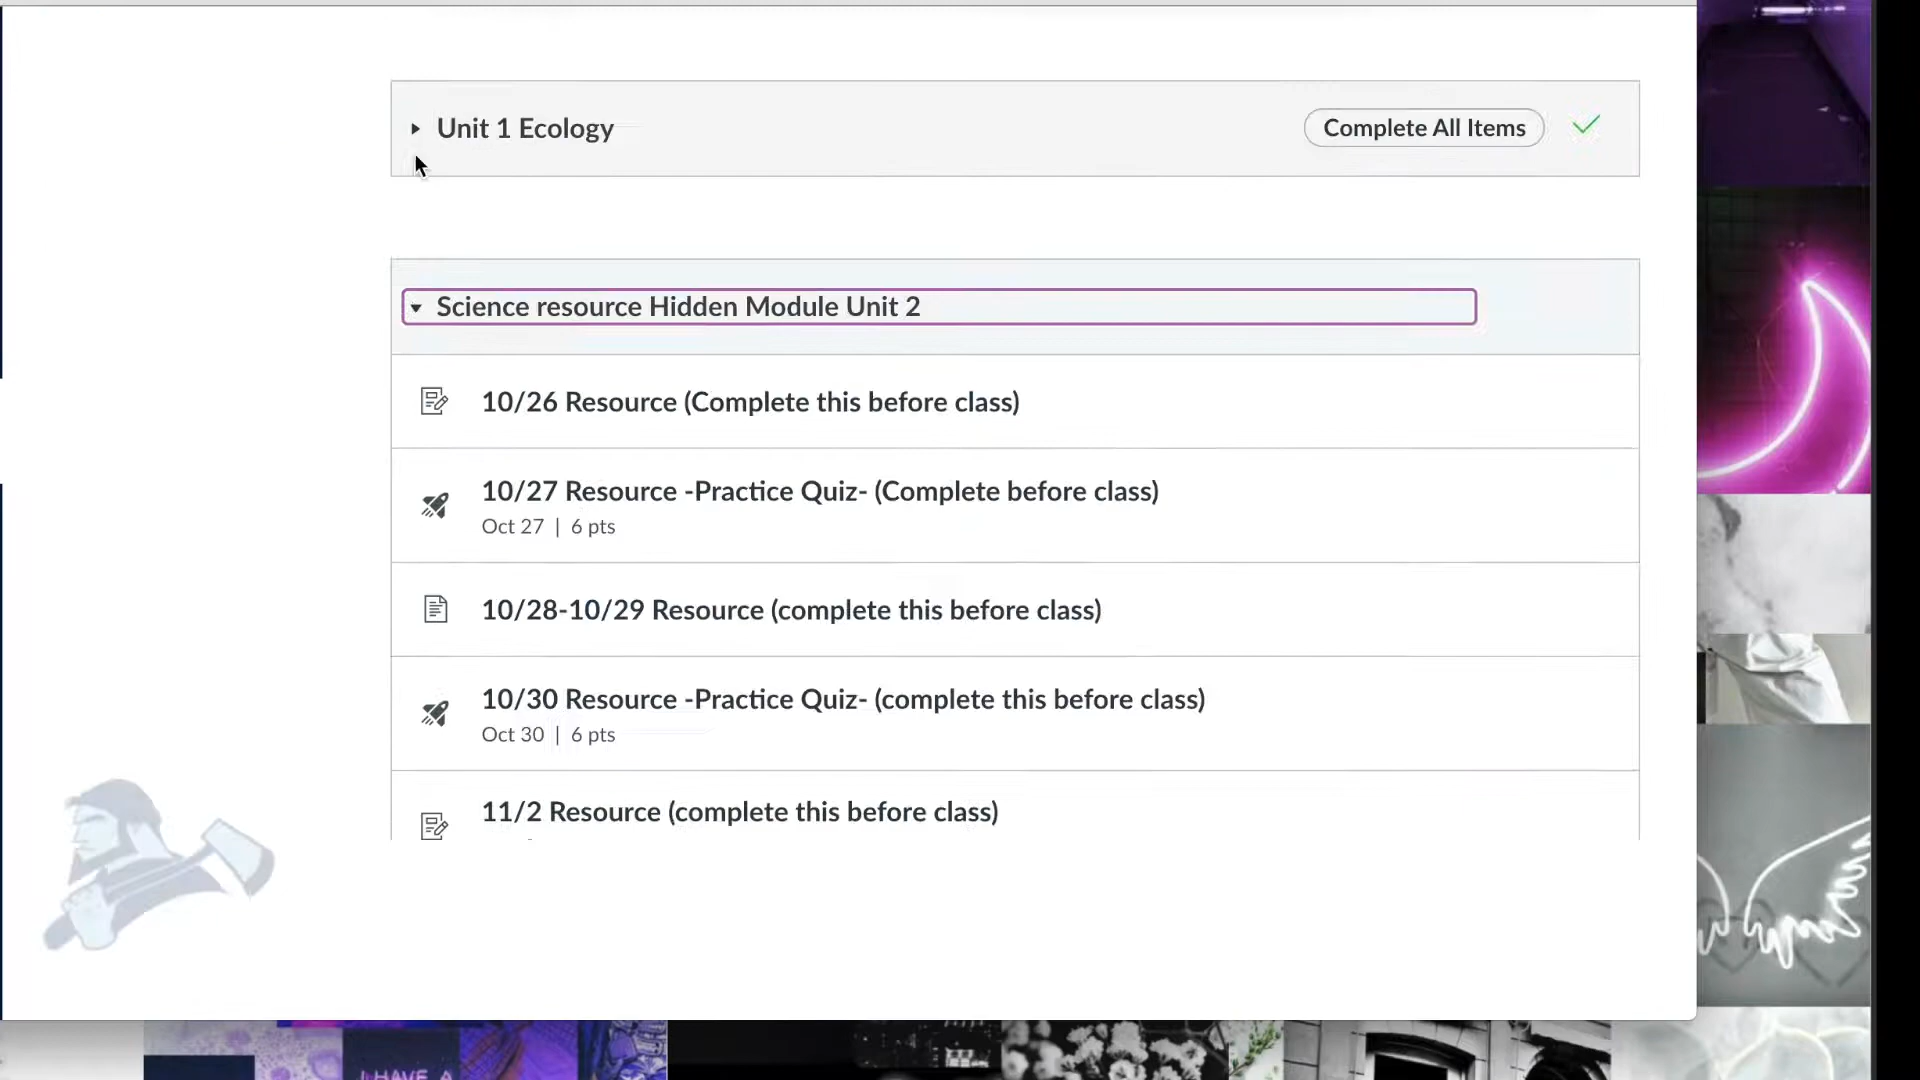 Unit 1 Ecology
Complete All Items
Science resource Hidden Module Unit 2
10/26 Resource (Complete this before class)
10/27 Resource -Practice Quiz- (Complete before class)
Oct 27 | 6 pts
10/28-10/29 Resource (complete this before class)
10/30 Resource -Practice Quiz- (complete this before class)
Oct 30 | 6 pts
11/2 Resource (complete this before class)
I HAVE A